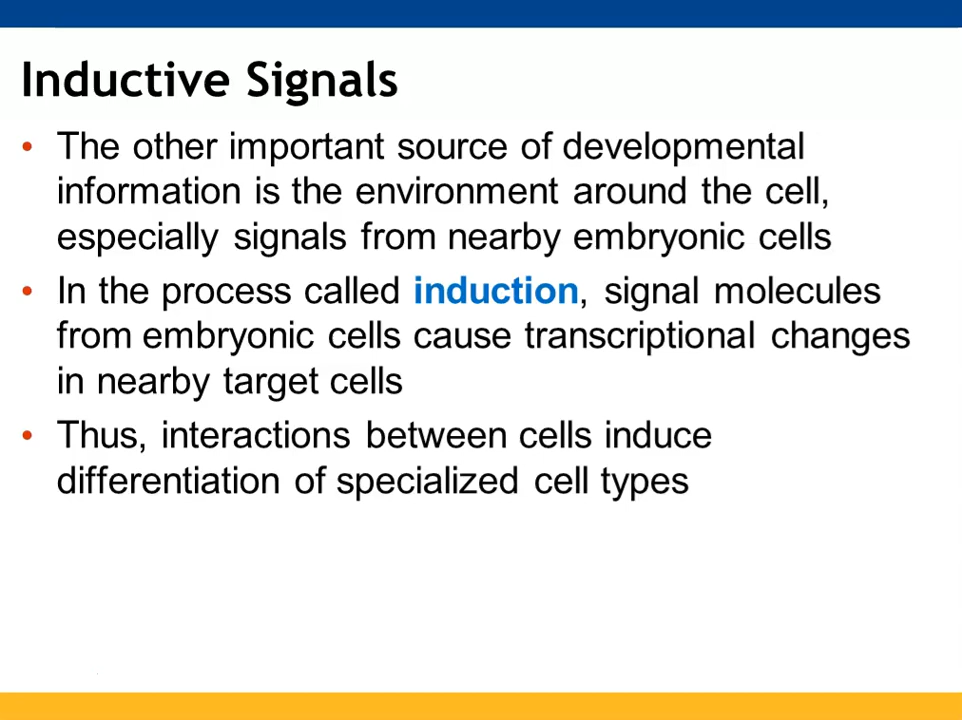 Inductive Signals
• The other important source of developmental
information is the environment around the cell,
especially signals from nearby embryonic cells
• In the process called induction, signal molecules
from embryonic cells cause transcriptional changes
in nearby target cells
• Thus, interactions between cells induce
differentiation of specialized cell types